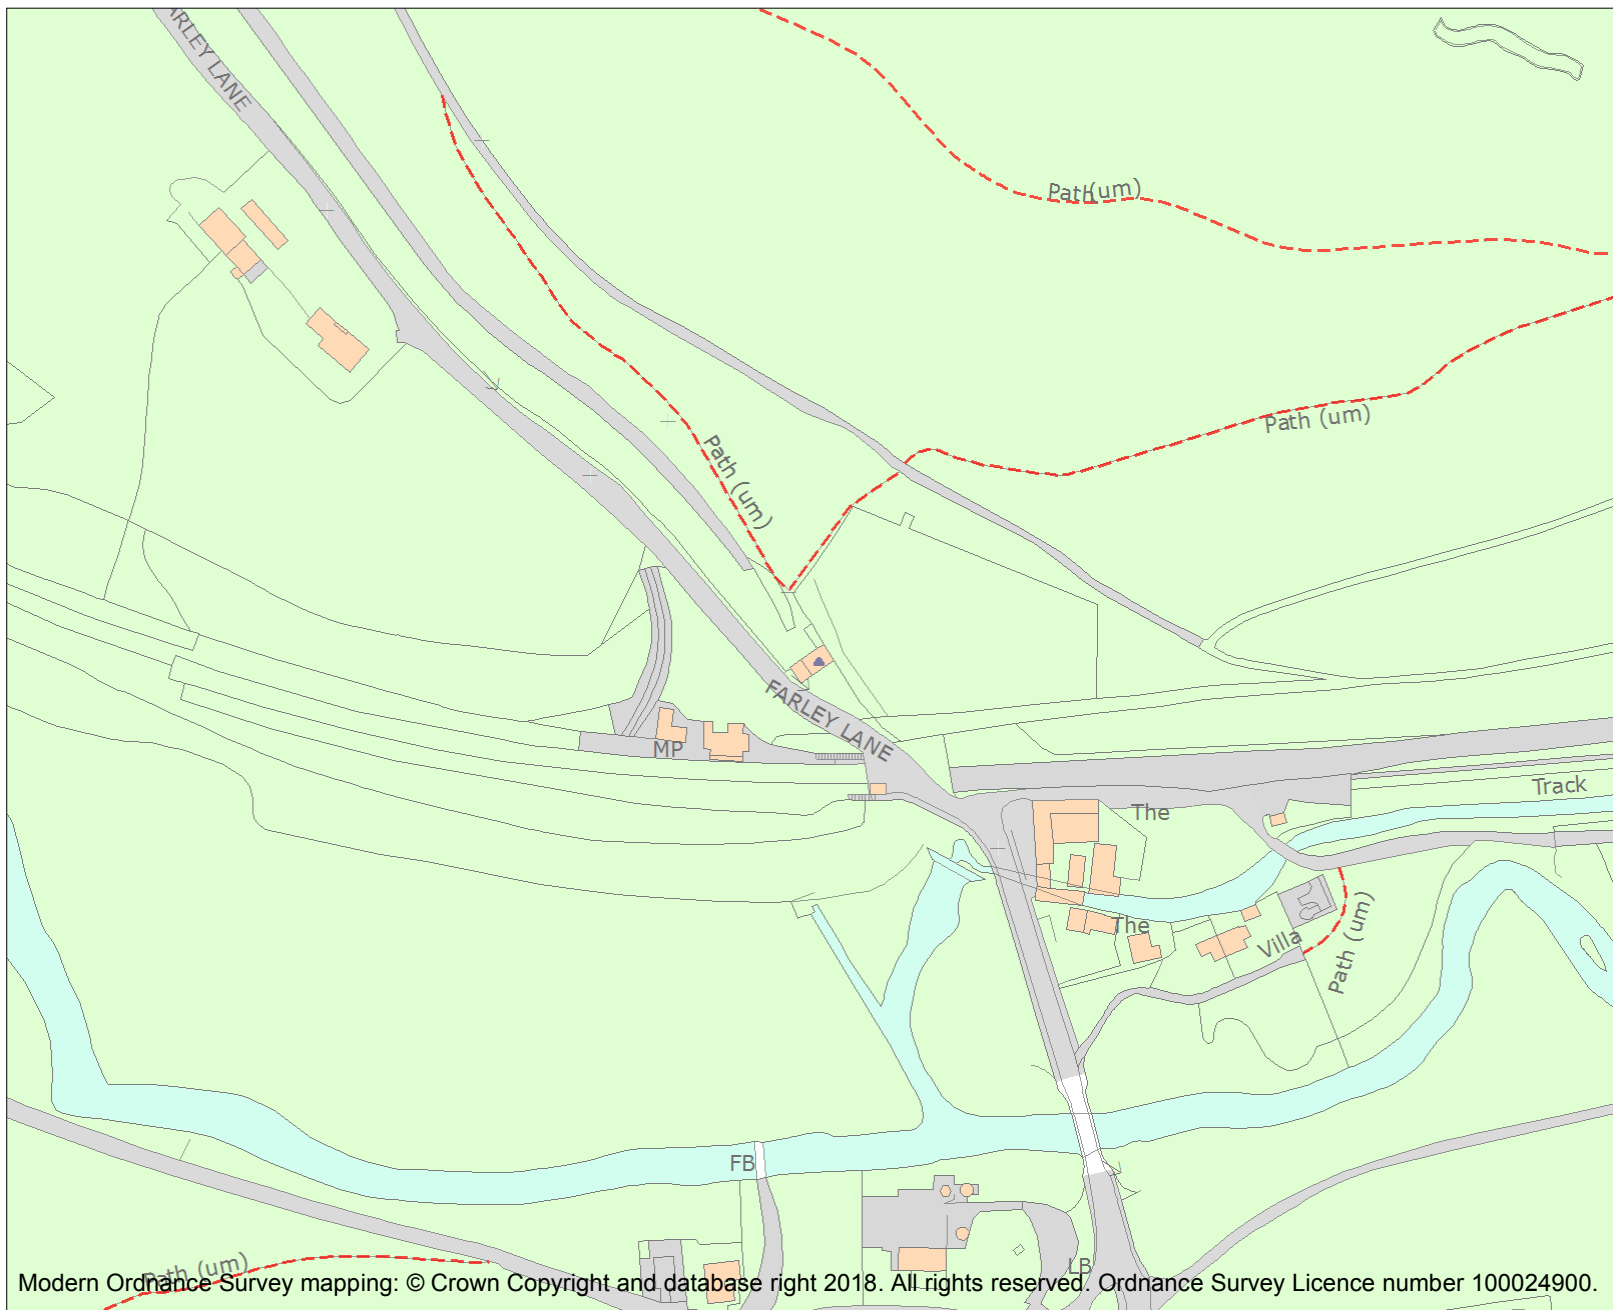 ARLEY LANE
Path (um)
Path (um)
Path (um)
FARLEY LANE
MP
Track
The
The
Villa
Path (um)
FB
LB
Path (um)
Modern Ordnance Survey mapping: © Crown Copyright and database right 2018. All rights reserved. Ordnance Survey Licence number 100024900.